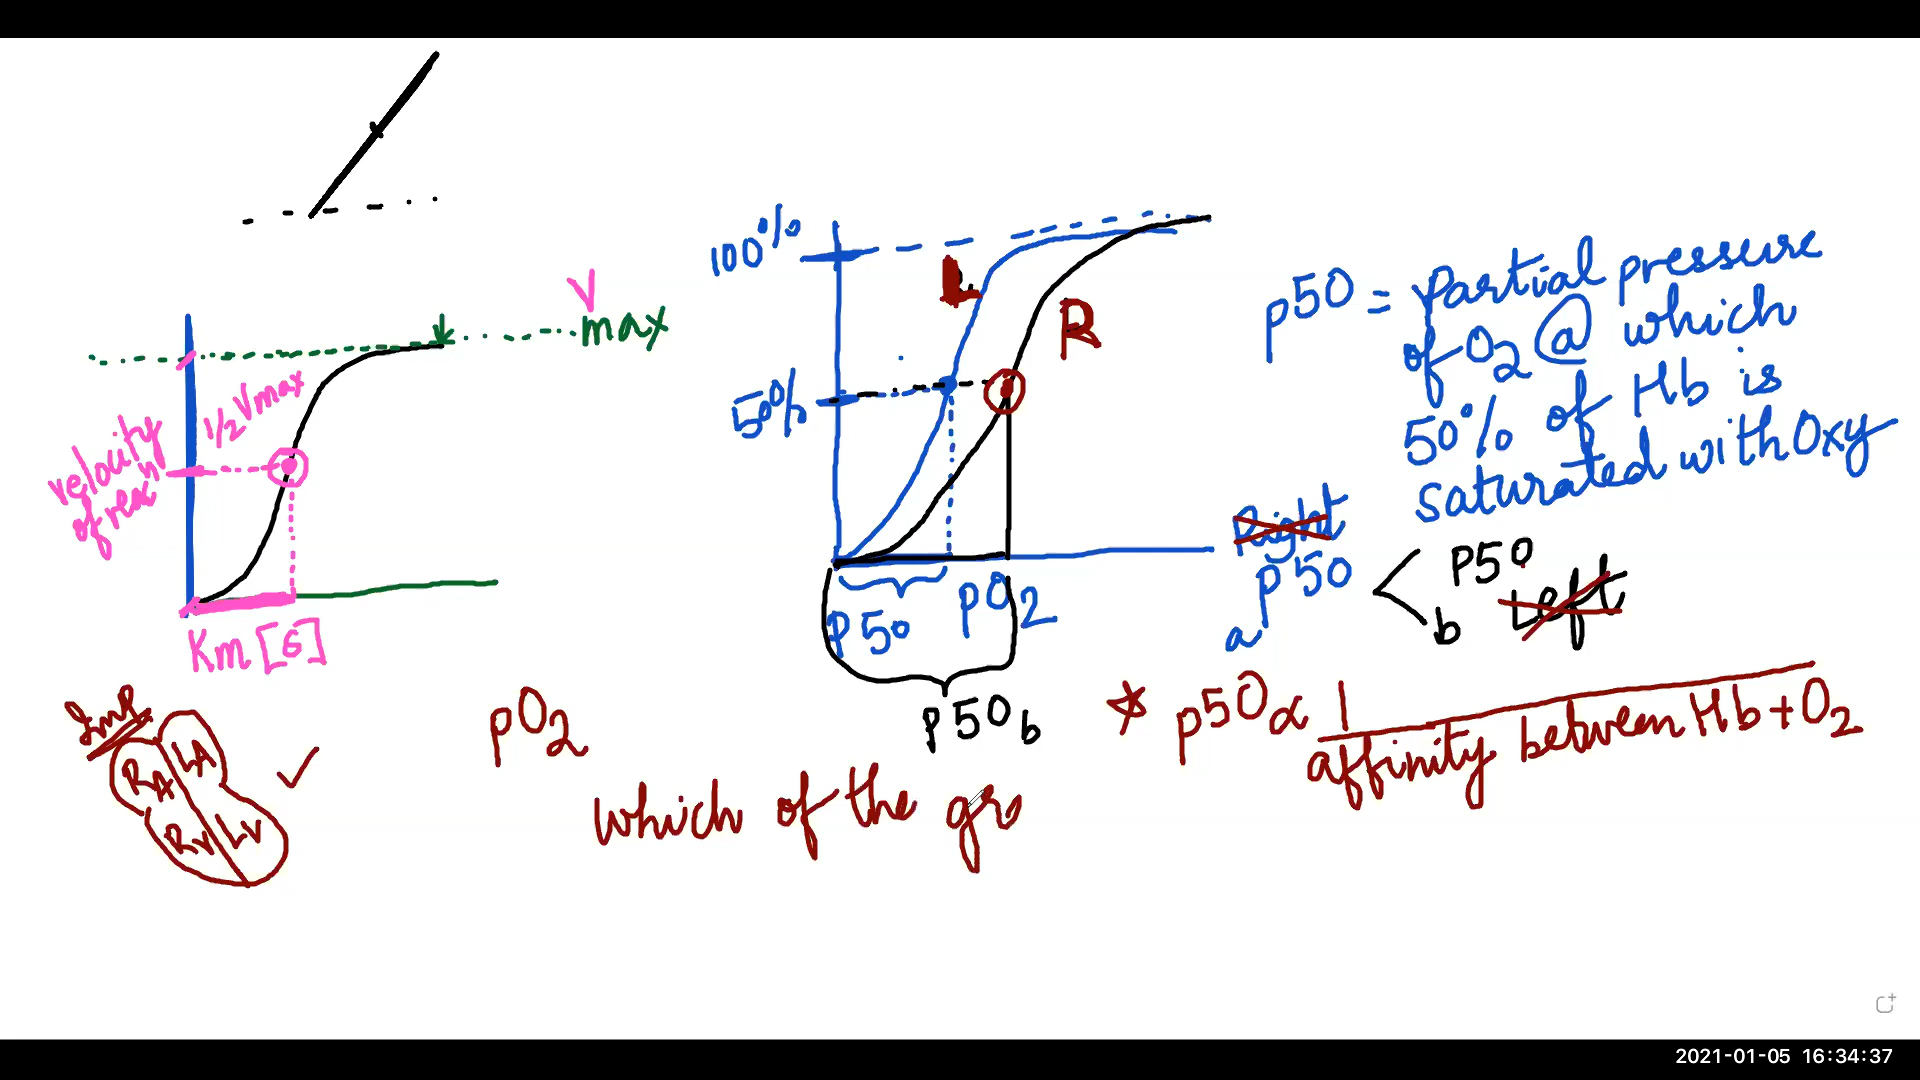 V
max
1/2 Vmax
velocity
of reax
n
Km [S]
100%
50%
L
R
P50
pO2
P50b
p50 = Partial pressure
of O2 @ which
50% of Hb is
saturated with Oxy
Right
a p50 < P50 b
Left
* p50 α 1
affinity between Hb + O2
Imp
RA LA
RV LV
pO2
which of the gr
2021-01-05 16:34:37